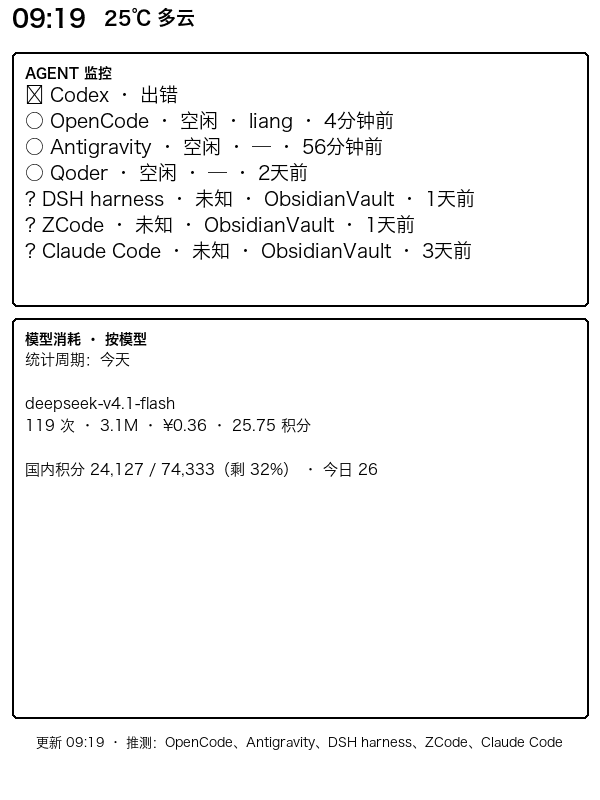 09:19 25℃ 多云
AGENT 监控
☒ Codex · 出错
○ OpenCode · 空闲 · liang · 4分钟前
○ Antigravity · 空闲 · — · 56分钟前
○ Qoder · 空闲 · — · 2天前
? DSH harness · 未知 · ObsidianVault · 1天前
? ZCode · 未知 · ObsidianVault · 1天前
? Claude Code · 未知 · ObsidianVault · 3天前
模型消耗 · 按模型
统计周期：今天
deepseek-v4.1-flash
119 次 · 3.1M · ¥0.36 · 25.75 积分
国内积分 24,127 / 74,333（剩 32%） · 今日 26
更新 09:19 · 推测：OpenCode、Antigravity、DSH harness、ZCode、Claude Code